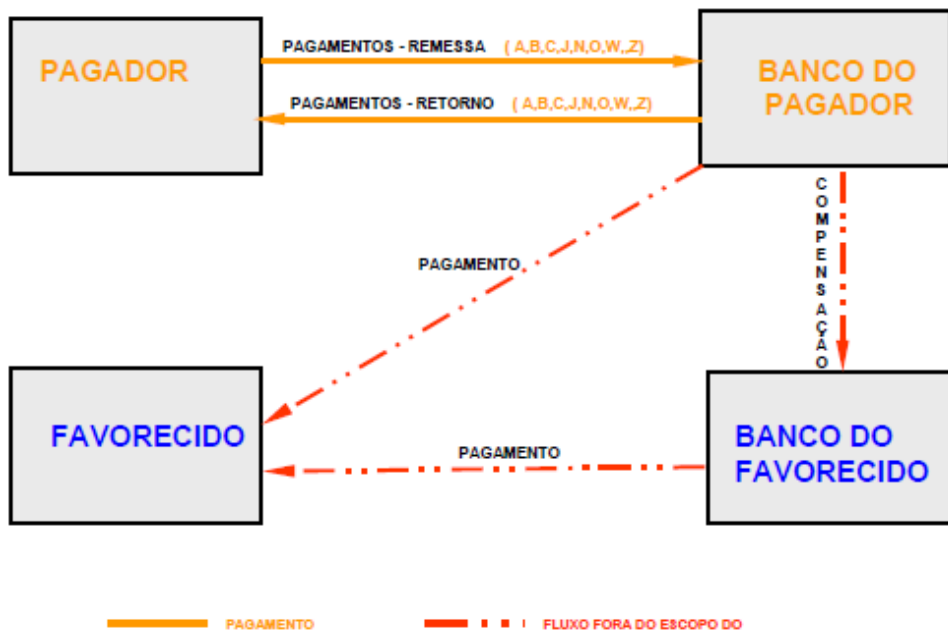 PAGAMENTOS - REMESSA ( A,B,C,J,N,O,W,,Z)
PAGADOR
BANCO DO
PAGADOR
PAGAMENTOS - RETORNO ( A,B,C,J,N,O,W,,Z)
COMPENSAÇÃO
PAGAMENTO
FAVORECIDO
PAGAMENTO
BANCO DO
FAVORECIDO
PAGAMENTO
FLUXO FORA DO ESCOPO DO